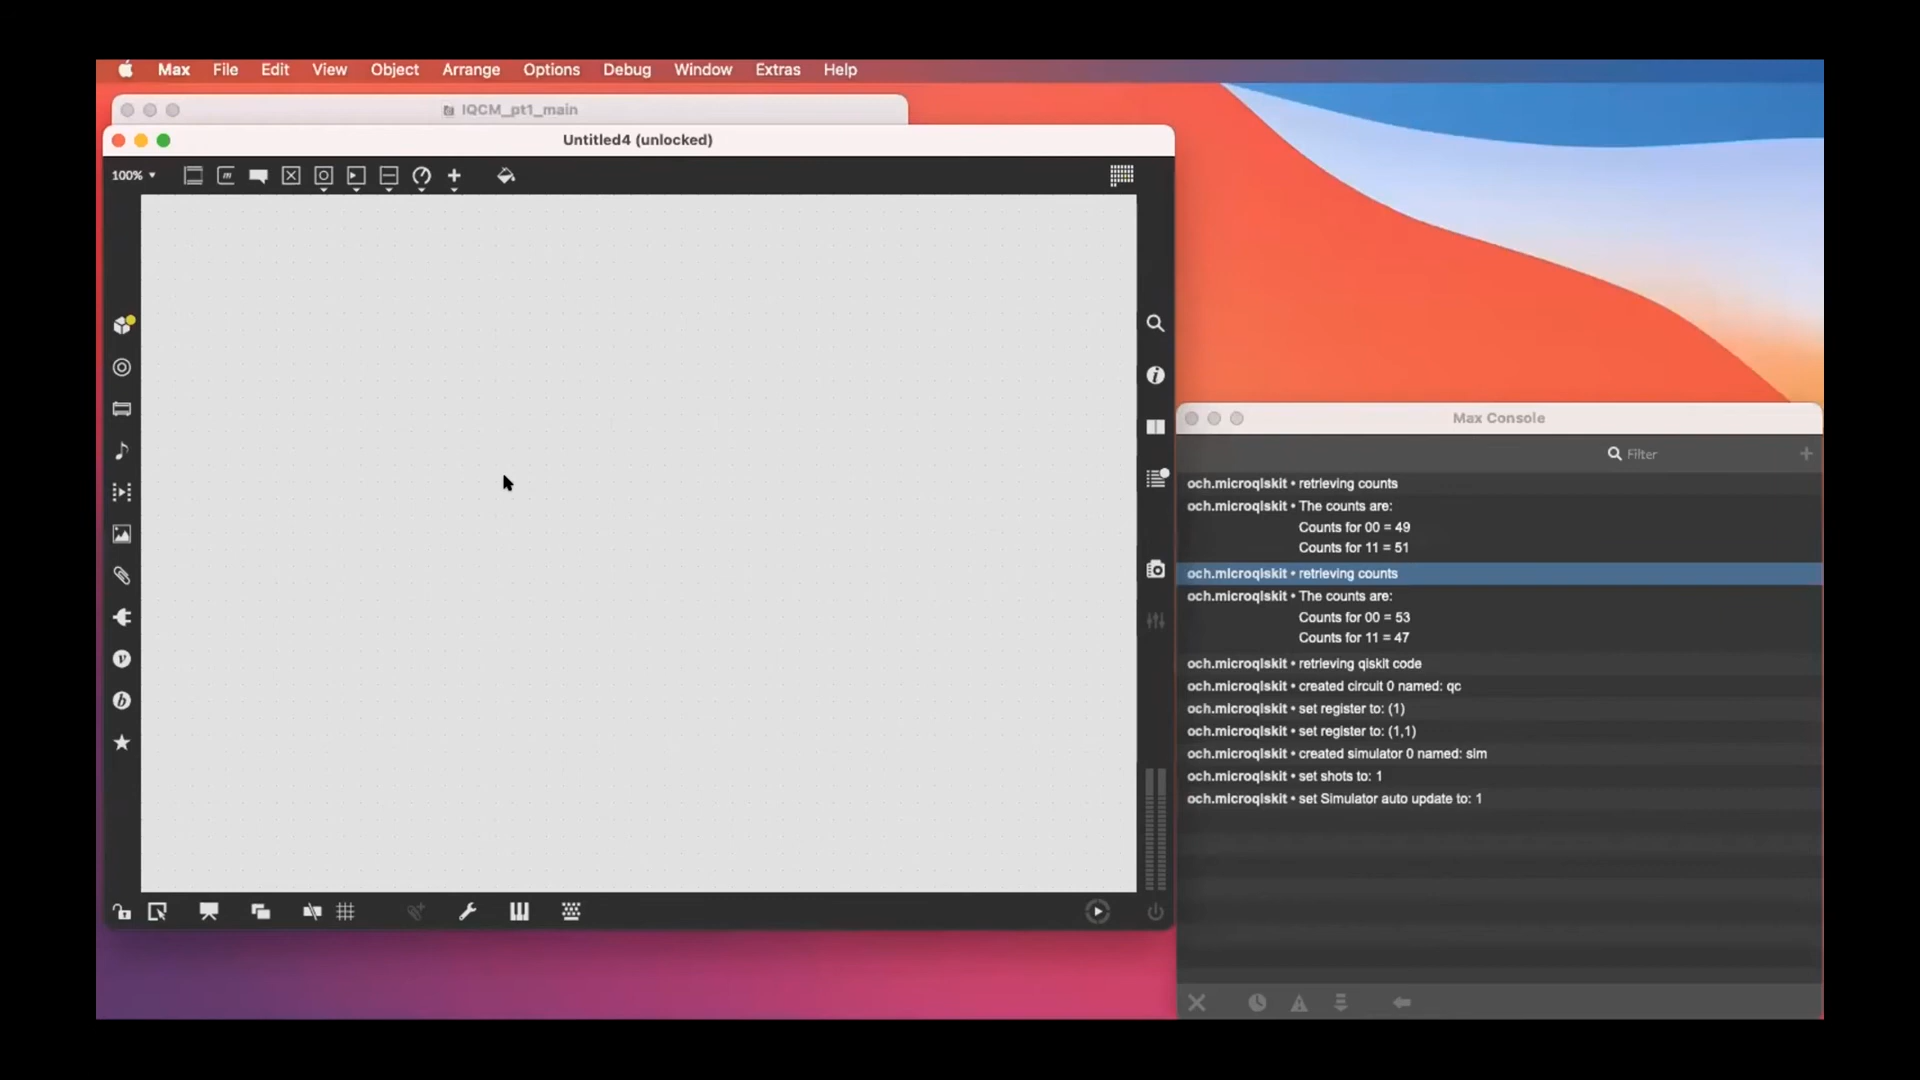 Max File Edit View Object Arrange Options Debug Window Extras Help
IQCM_pt1_main
Untitled4 (unlocked)
100%
Max Console
Filter
och.microqiskit • retrieving counts
och.microqiskit • The counts are:
Counts for 00 = 49
Counts for 11 = 51
och.microqiskit • retrieving counts
och.microqiskit • The counts are:
Counts for 00 = 53
Counts for 11 = 47
och.microqiskit • retrieving qiskit code
och.microqiskit • created circuit 0 named: qc
och.microqiskit • set register to: (1)
och.microqiskit • set register to: (1,1)
och.microqiskit • created simulator 0 named: sim
och.microqiskit • set shots to: 1
och.microqiskit • set Simulator auto update to: 1